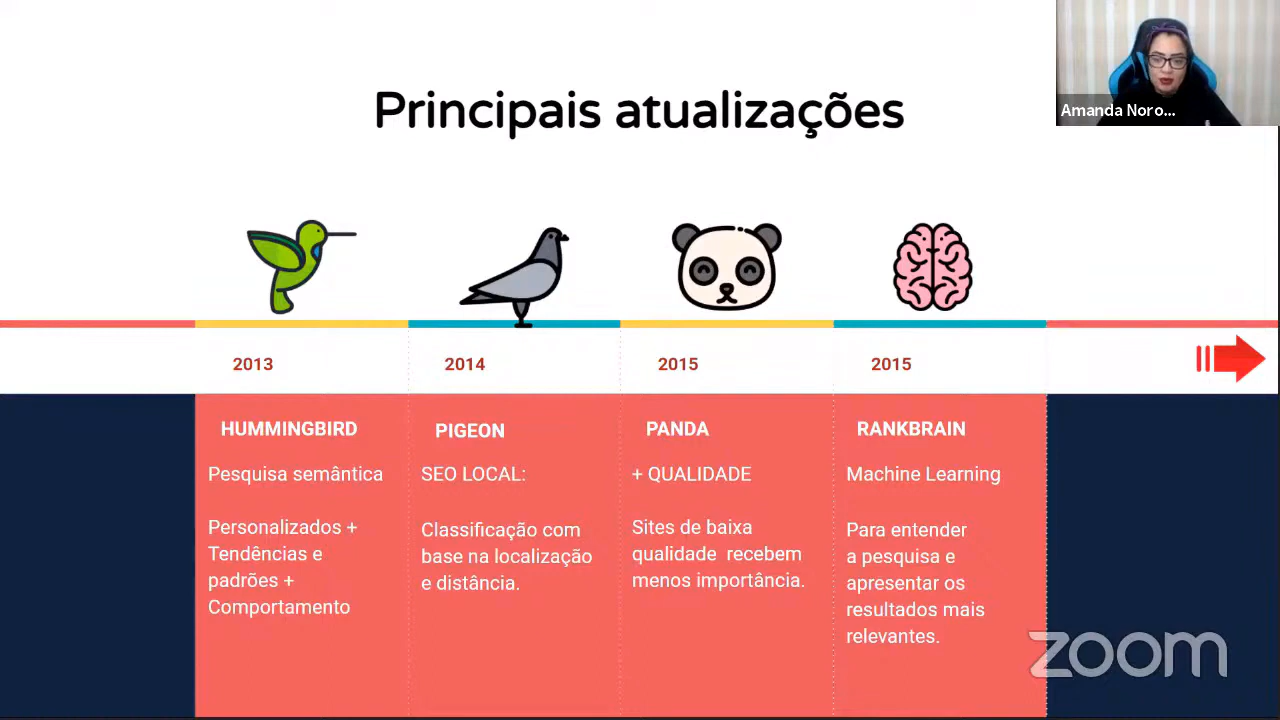 Principais atualizações
Amanda Noro...
2013
2014
2015
2015
HUMMINGBIRD
Pesquisa semântica
Personalizados +
Tendências e
padrões +
Comportamento
PIGEON
SEO LOCAL:
Classificação com
base na localização
e distância.
PANDA
+ QUALIDADE
Sites de baixa
qualidade recebem
menos importância.
RANKBRAIN
Machine Learning
Para entender
a pesquisa e
apresentar os
resultados mais
relevantes.
zoom